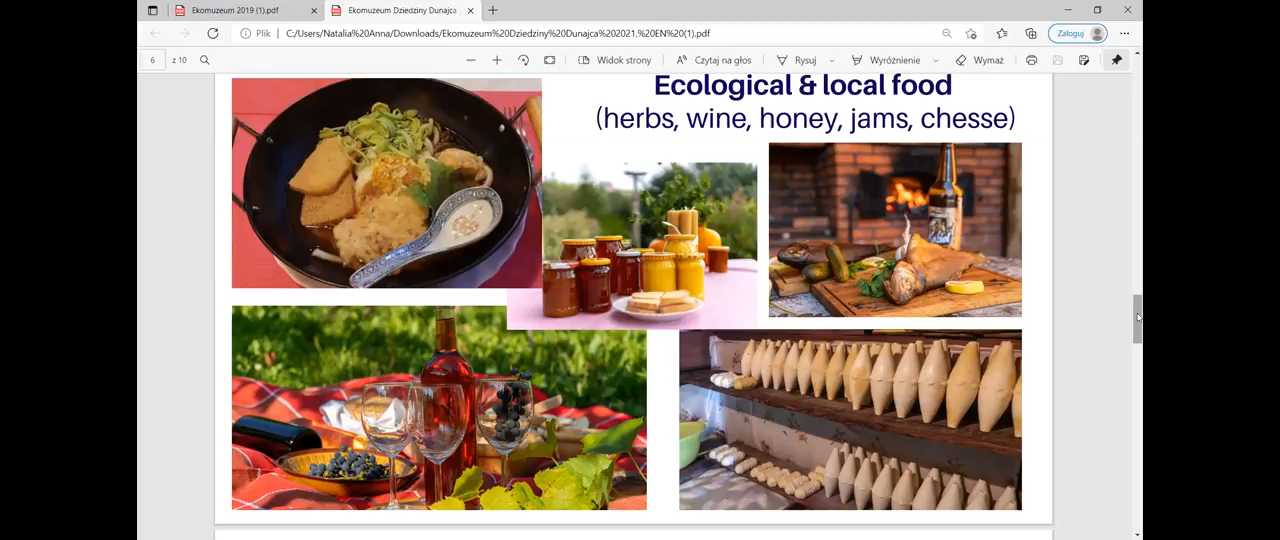 Ekomuzeum 2019 (1).pdf
Ekomuzeum Dziedziny Dunajca
Plik
C:/Users/Natalia%20Anna/Downloads/Ekomuzeum%20Dziedziny%20Dunajca%202021,%20EN%20(1).pdf
Zaloguj
6 z 10
Widok strony
Czytaj na głos
Rysuj
Wyróżnienie
Wymaż
Ecological & local food
(herbs, wine, honey, jams, chesse)